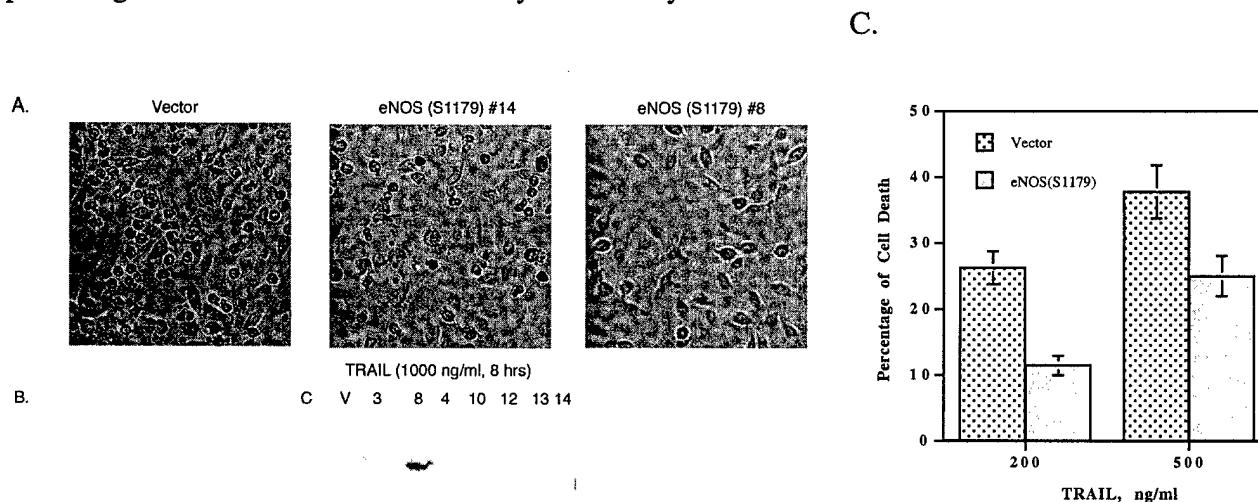 C.
A.
Vector
eNOS (S1179) #14
eNOS (S1179) #8
TRAIL (1000 ng/ml, 8 hrs)
B.
C V 3 8 4 10 12 13 14
50
40
30
20
10
0
Percentage of Cell Death
Vector
eNOS(S1179)
200 500
TRAIL, ng/ml